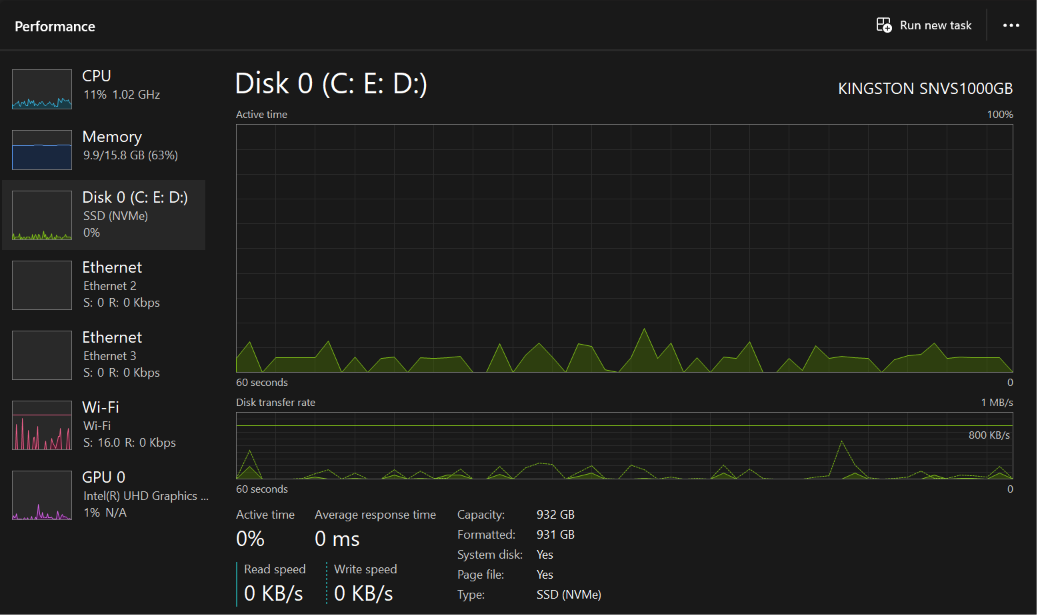 Performance
Run new task
CPU
11% 1.02 GHz
Memory
9.9/15.8 GB (63%)
Disk 0 (C: E: D:)
SSD (NVMe)
0%
Ethernet
Ethernet 2
S: 0 R: 0 Kbps
Ethernet
Ethernet 3
S: 0 R: 0 Kbps
Wi-Fi
Wi-Fi
S: 16.0 R: 0 Kbps
GPU 0
Intel(R) UHD Graphics ...
1% N/A
Disk 0 (C: E: D:)
KINGSTON SNVS1000GB
Active time
100%
60 seconds
0
Disk transfer rate
1 MB/s
800 KB/s
60 seconds
0
Active time
0%
Average response time
0 ms
Read speed
0 KB/s
Write speed
0 KB/s
Capacity: 932 GB
Formatted: 931 GB
System disk: Yes
Page file: Yes
Type: SSD (NVMe)